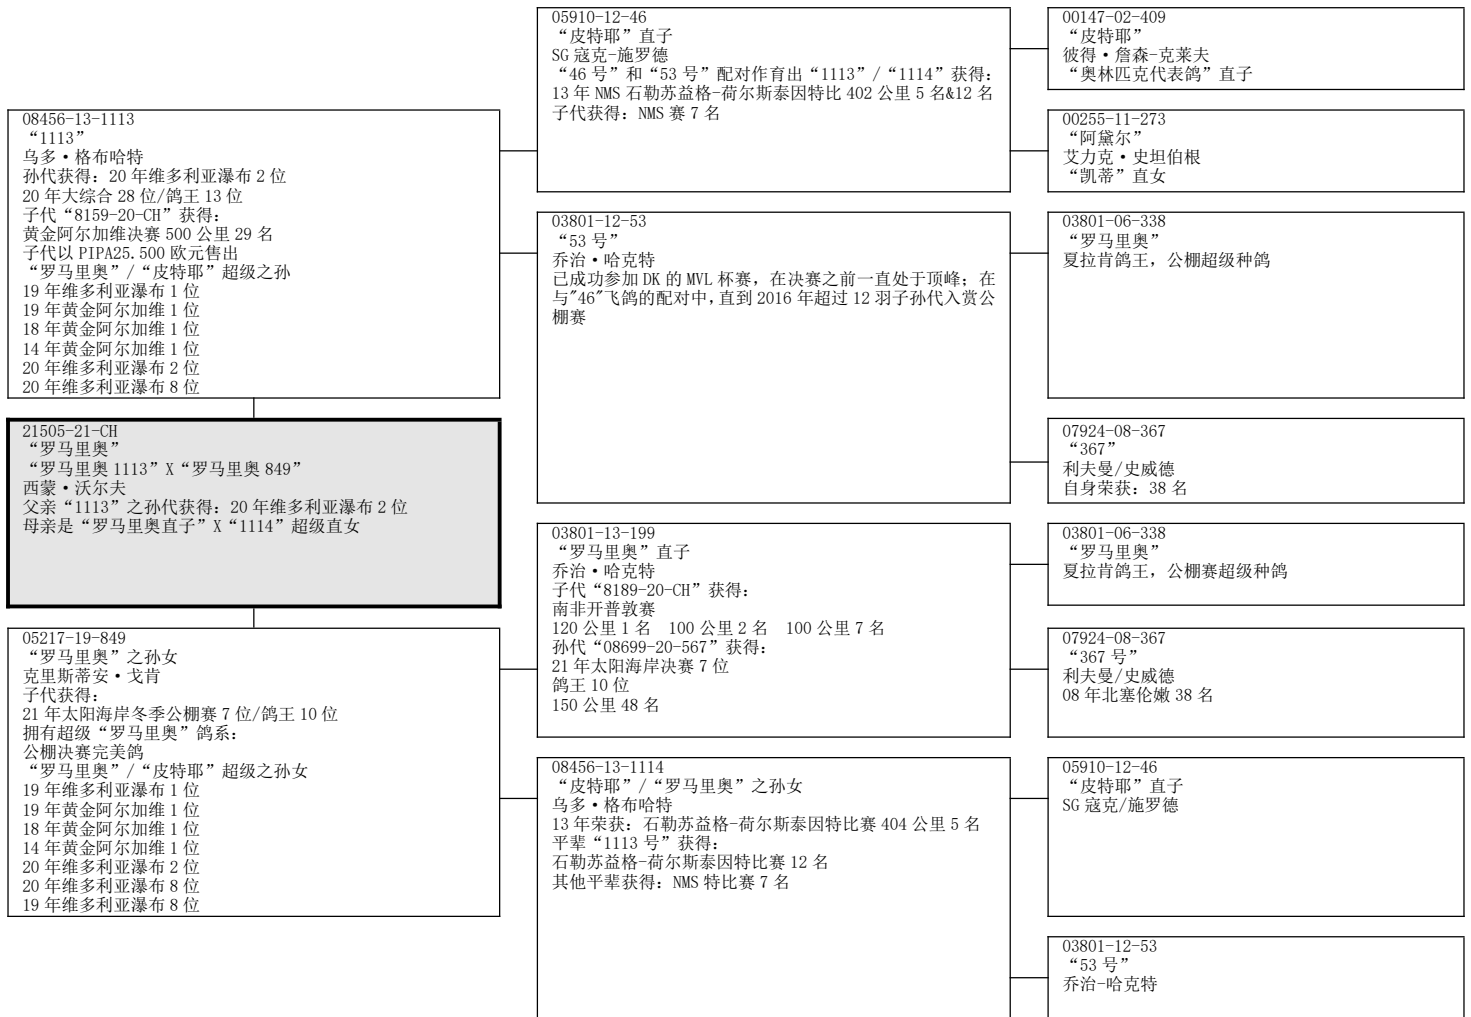 08456-13-1113
“1113”
乌多•格布哈特
孙代获得：20 年维多利亚瀑布 2 位
20 年大综合 28 位/鸽王 13 位
子代“8159-20-CH”获得：
黄金阿尔加维决赛 500 公里 29 名
子代以 PIPA25.500 欧元售出
“罗马里奥”/“皮特耶”超级之孙
19 年维多利亚瀑布 1 位
19 年黄金阿尔加维 1 位
18 年黄金阿尔加维 1 位
14 年黄金阿尔加维 1 位
20 年维多利亚瀑布 2 位
20 年维多利亚瀑布 8 位
21505-21-CH
“罗马里奥”
“罗马里奥 1113”X“罗马里奥 849”
西蒙•沃尔夫
父亲“1113”之孙代获得：20 年维多利亚瀑布 2 位
母亲是“罗马里奥直子”X“1114”超级直女
05217-19-849
“罗马里奥”之孙女
克里斯蒂安•戈肯
子代获得：
21 年太阳海岸冬季公棚赛 7 位/鸽王 10 位
拥有超级“罗马里奥”鸽系：
公棚决赛完美鸽
“罗马里奥”/“皮特耶”超级之孙女
19 年维多利亚瀑布 1 位
19 年黄金阿尔加维 1 位
18 年黄金阿尔加维 1 位
14 年黄金阿尔加维 1 位
20 年维多利亚瀑布 2 位
20 年维多利亚瀑布 8 位
19 年维多利亚瀑布 8 位
05910-12-46
“皮特耶”直子
SG 寇克-施罗德
“46 号”和“53 号”配对作育出“1113”/“1114”获得：
13 年 NMS 石勒苏益格-荷尔斯泰因特比 402 公里 5 名&12 名
子代获得：NMS 赛 7 名
03801-12-53
“53 号”
乔治•哈克特
已成功参加 DK 的 MVL 杯赛，在决赛之前一直处于顶峰；在
与"46"飞鸽的配对中，直到 2016 年超过 12 羽子孙代入赏公
棚赛
03801-13-199
“罗马里奥”直子
乔治•哈克特
子代“8189-20-CH”获得：
南非开普敦赛
120 公里 1 名 100 公里 2 名 100 公里 7 名
孙代“08699-20-567”获得：
21 年太阳海岸决赛 7 位
鸽王 10 位
150 公里 48 名
08456-13-1114
“皮特耶”/“罗马里奥”之孙女
乌多•格布哈特
13 年荣获：石勒苏益格-荷尔斯泰因特比赛 404 公里 5 名
平辈“1113 号”获得：
石勒苏益格-荷尔斯泰因特比赛 12 名
其他平辈获得：NMS 特比赛 7 名
00147-02-409
“皮特耶”
彼得•詹森-克莱夫
“奥林匹克代表鸽”直子
00255-11-273
“阿黛尔”
艾力克•史坦伯根
“凯蒂”直女
03801-06-338
“罗马里奥”
夏拉肯鸽王，公棚超级种鸽
07924-08-367
“367”
利夫曼/史威德
自身荣获：38 名
03801-06-338
“罗马里奥”
夏拉肯鸽王，公棚赛超级种鸽
07924-08-367
“367 号”
利夫曼/史威德
08 年北塞伦嫩 38 名
05910-12-46
“皮特耶”直子
SG 寇克/施罗德
03801-12-53
“53 号”
乔治-哈克特